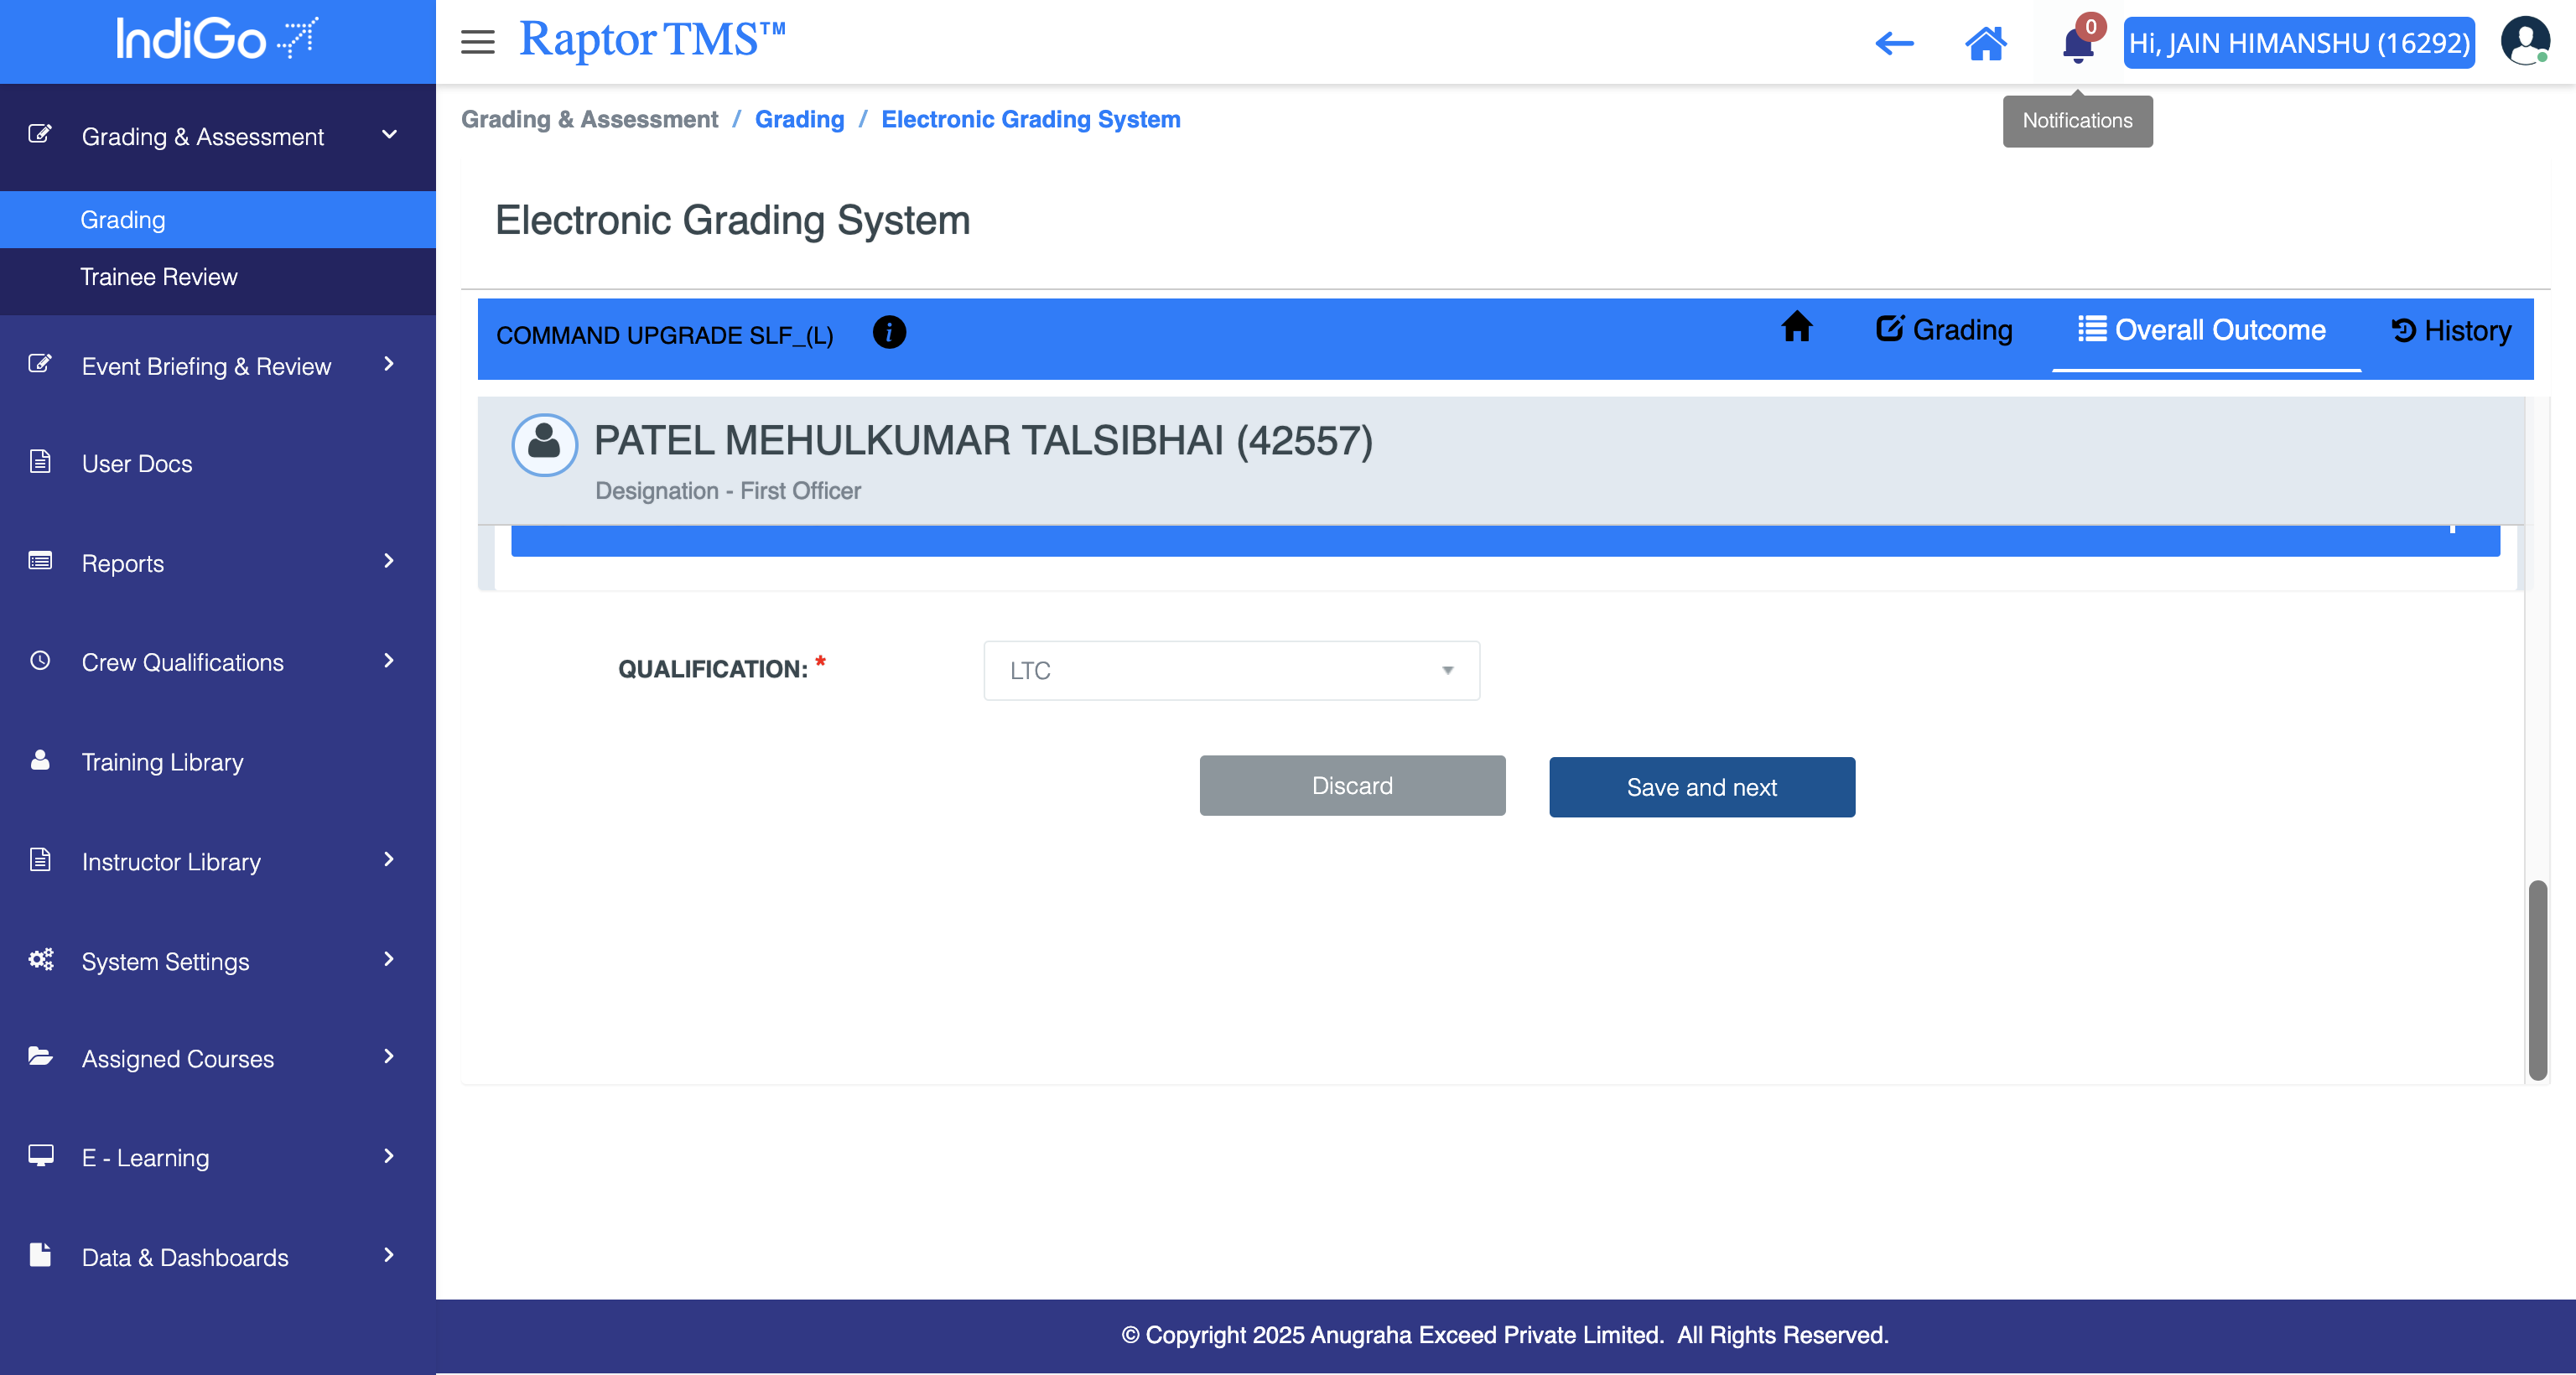 IndiGo
Raptor TMS™
0
Hi, JAIN HIMANSHU (16292)
Notifications
Grading & Assessment
Grading
Trainee Review
Event Briefing & Review
User Docs
Reports
Crew Qualifications
Training Library
Instructor Library
System Settings
Assigned Courses
E - Learning
Data & Dashboards
Grading & Assessment / Grading / Electronic Grading System
Electronic Grading System
COMMAND UPGRADE SLF_(L) i
Grading
Overall Outcome
History
PATEL MEHULKUMAR TALSIBHAI (42557)
Designation - First Officer
QUALIFICATION: *
LTC
Discard
Save and next
© Copyright 2025 Anugraha Exceed Private Limited. All Rights Reserved.